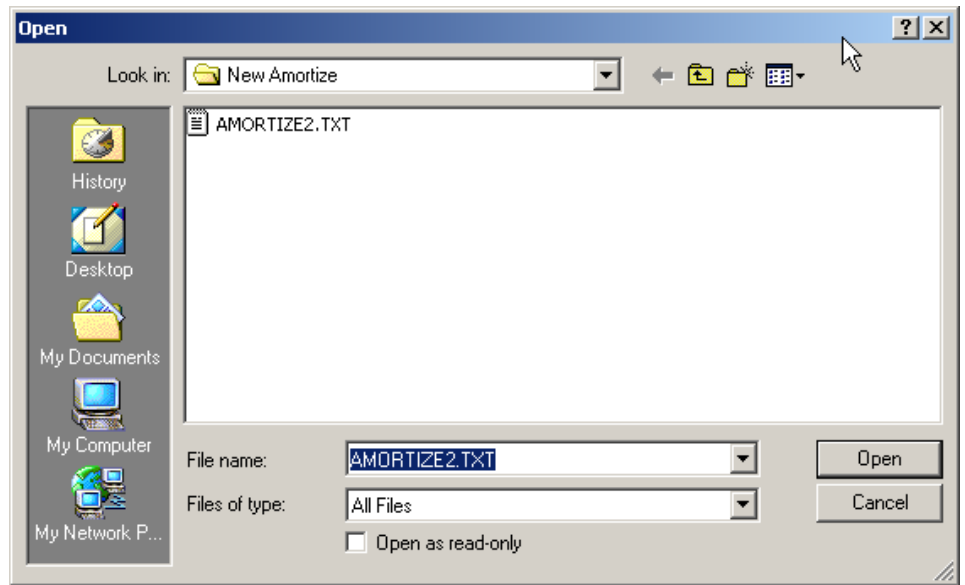 Open
Look in: New Amortize
AMORTIZE2.TXT
History
Desktop
My Documents
My Computer
My Network P...
File name: AMORTIZE2.TXT Open
Files of type: All Files Cancel
Open as read-only